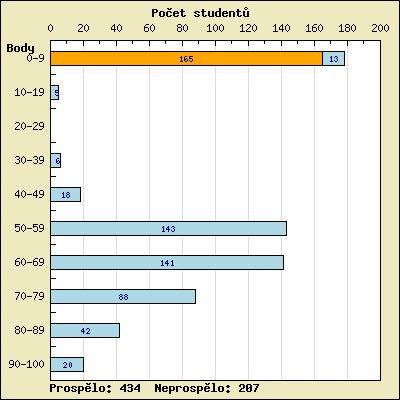 Počet studentů
0 20 40 60 80 100 120 140 160 180 200
Body
0-9 165 13
10-19 5
20-29
30-39 6
40-49 18
50-59 143
60-69 141
70-79 88
80-89 42
90-100 20
Prospělo: 434 Neprospělo: 207